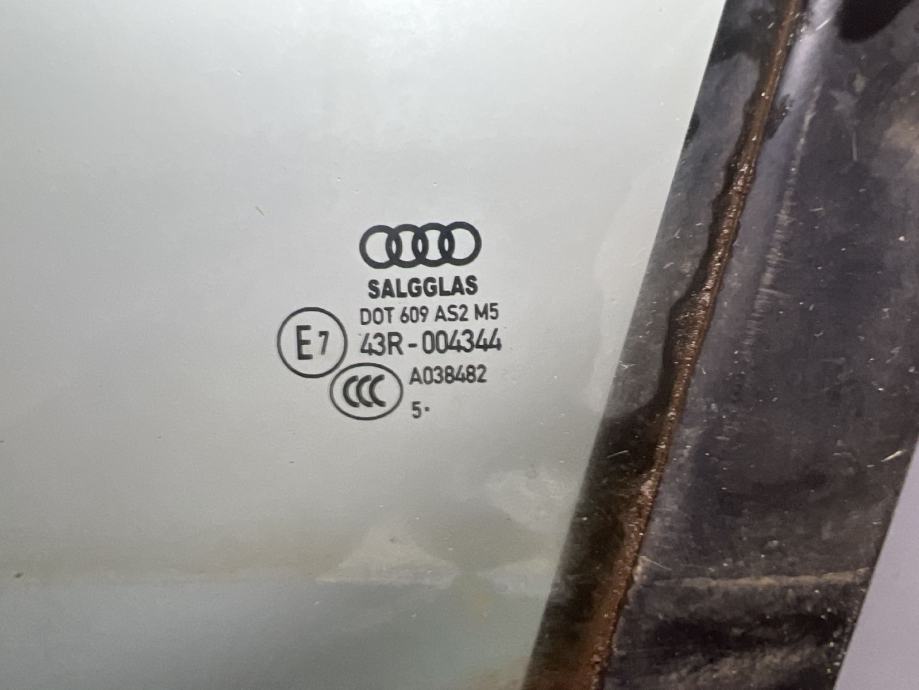 SALGGLAS
DOT 609 AS2 M5
E7 43R-004344
CCC A038482
5·